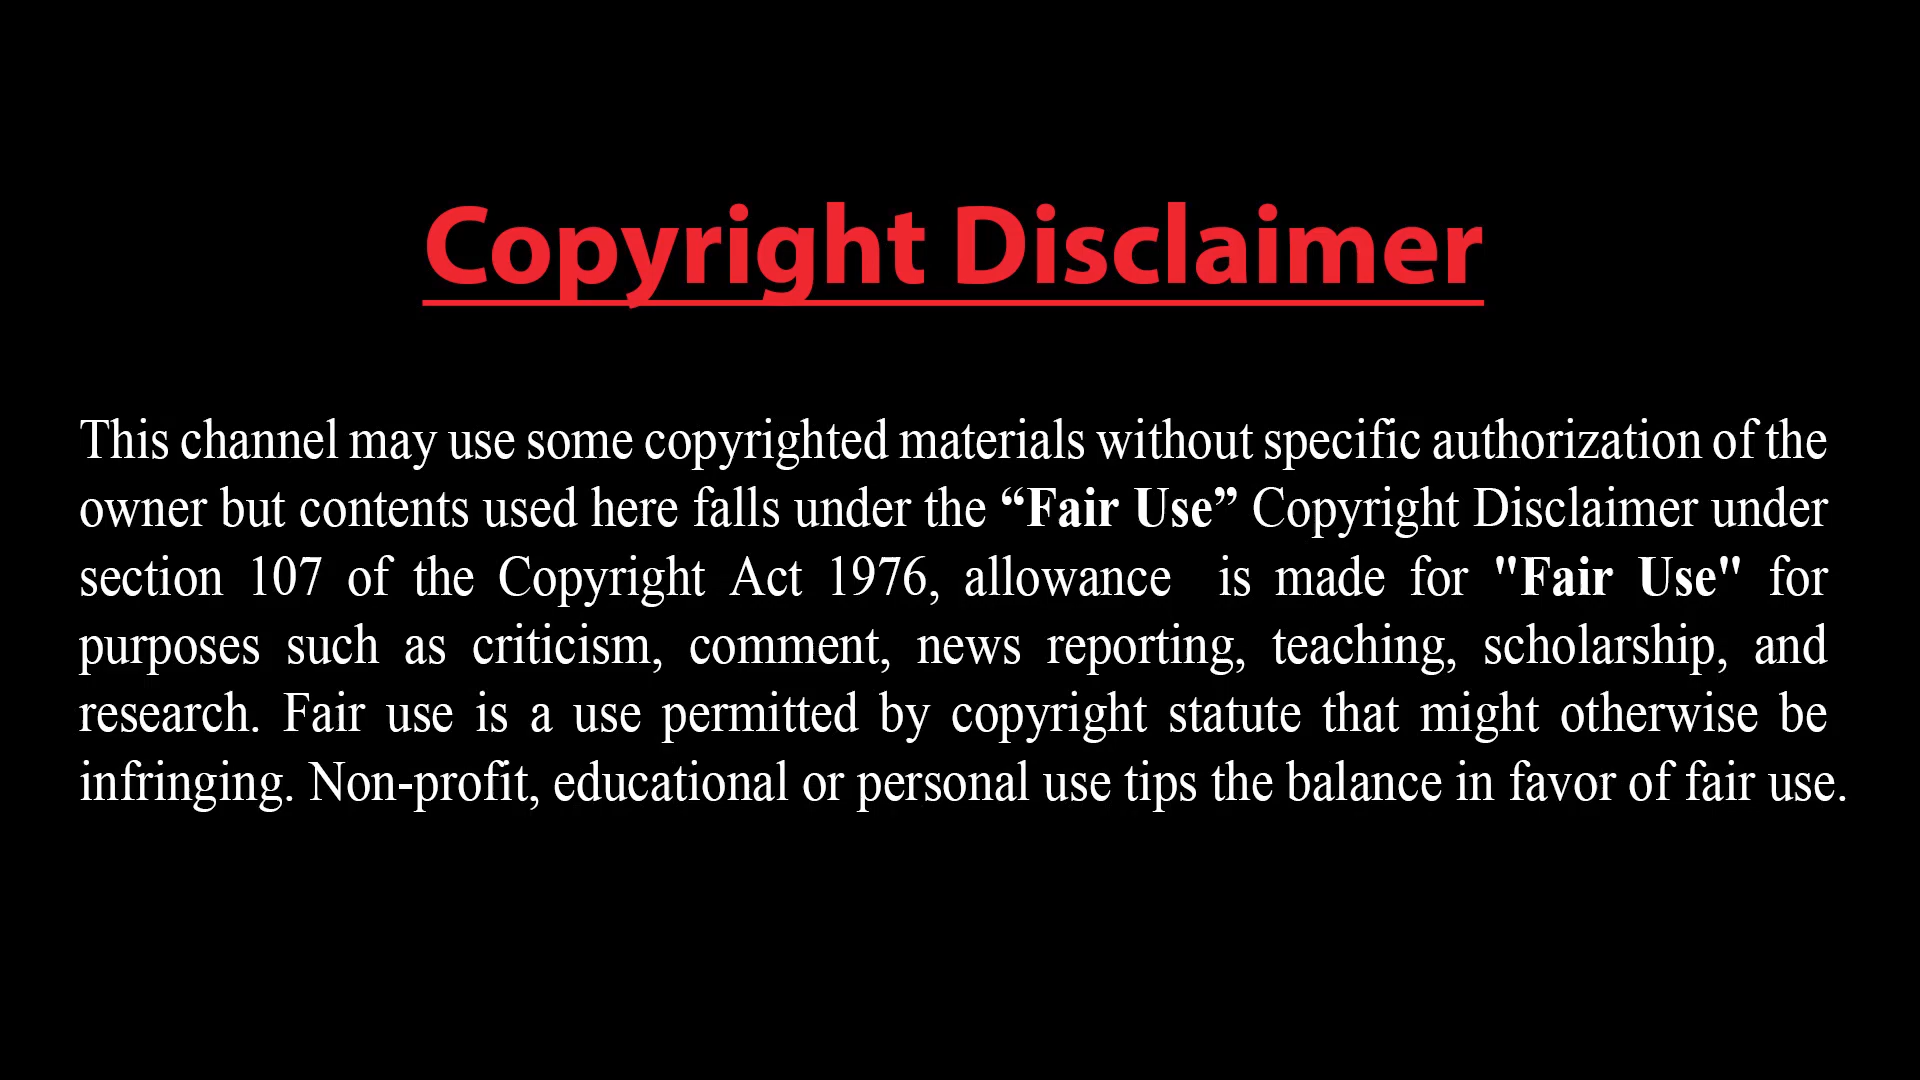 Copyright Disclaimer
This channel may use some copyrighted materials without specific authorization of the
owner but contents used here falls under the “Fair Use” Copyright Disclaimer under
section 107 of the Copyright Act 1976, allowance  is made for "Fair Use" for
purposes such as criticism, comment, news reporting, teaching, scholarship, and
research. Fair use is a use permitted by copyright statute that might otherwise be
infringing. Non-profit, educational or personal use tips the balance in favor of fair use.